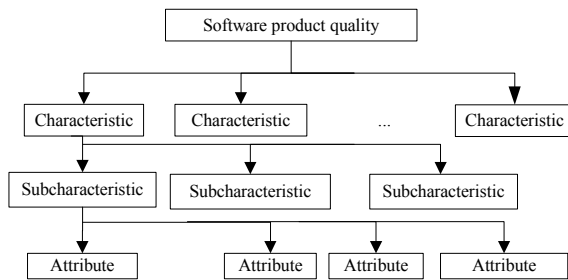 Software product quality
Characteristic Characteristic ... Characteristic
Subcharacteristic Subcharacteristic Subcharacteristic
Attribute Attribute Attribute Attribute